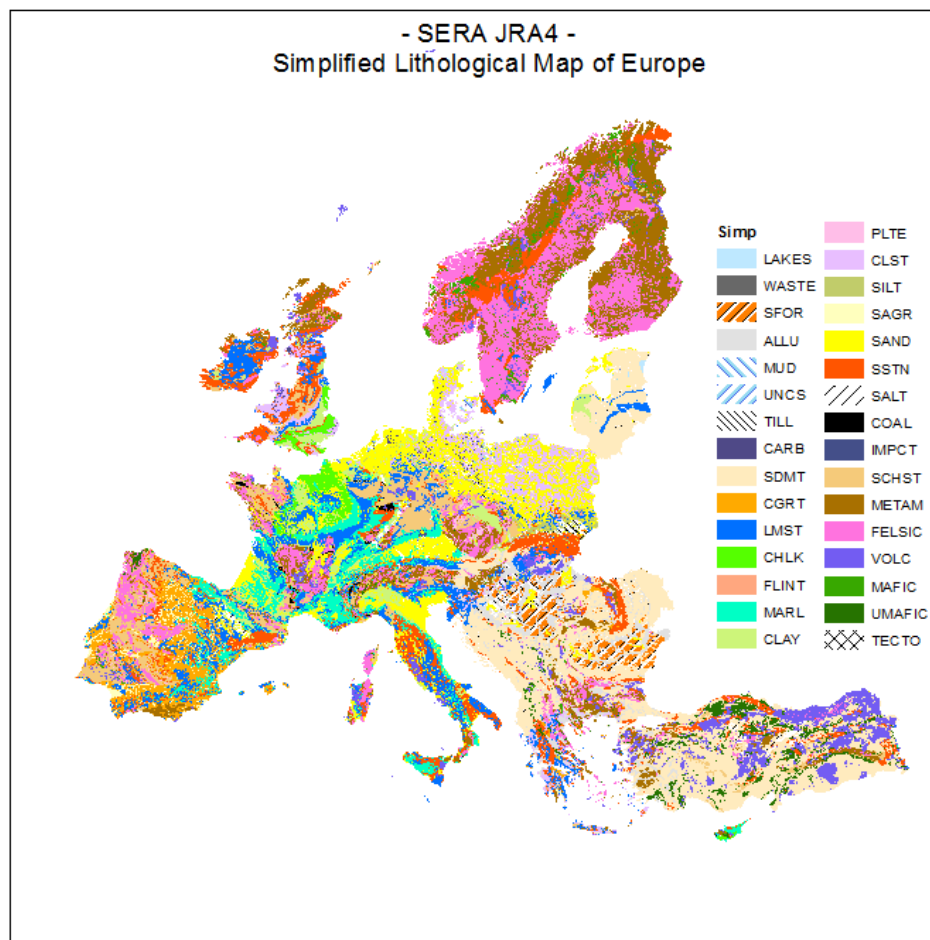 - SERA JRA4 -
Simplified Lithological Map of Europe
Simp
LAKES
WASTE
SFOR
ALLU
MUD
UNCS
TILL
CARB
SDMT
CGRT
LMST
CHLK
FLINT
MARL
CLAY
PLTE
CLST
SILT
SAGR
SAND
SSTN
SALT
COAL
IMPCT
SCHST
METAM
FELSIC
VOLC
MAFIC
UMAFIC
TECTO